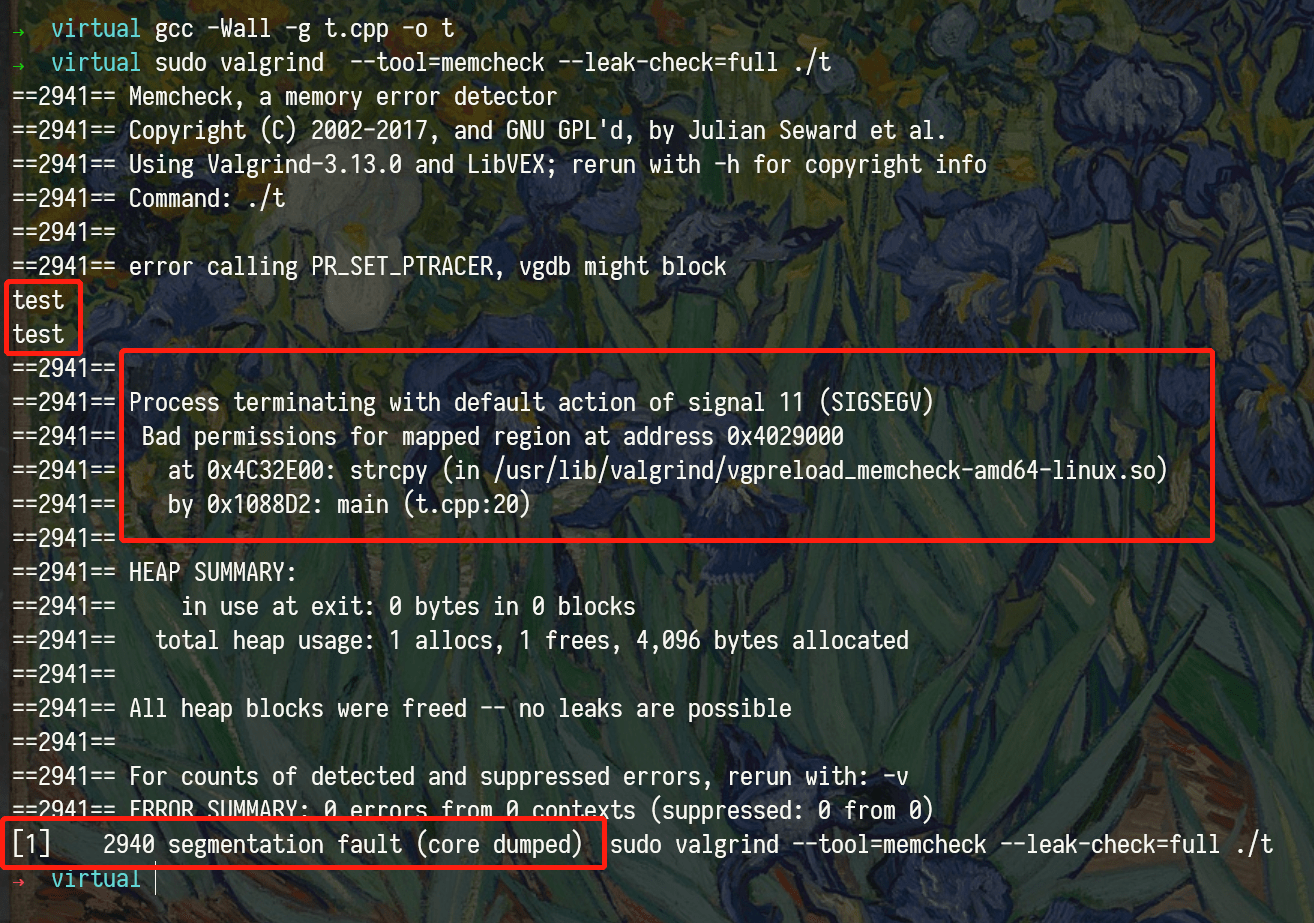 → virtual gcc -Wall -g t.cpp -o t
→ virtual sudo valgrind  --tool=memcheck --leak-check=full ./t
==2941== Memcheck, a memory error detector
==2941== Copyright (C) 2002-2017, and GNU GPL'd, by Julian Seward et al.
==2941== Using Valgrind-3.13.0 and LibVEX; rerun with -h for copyright info
==2941== Command: ./t
==2941==
==2941== error calling PR_SET_PTRACER, vgdb might block
test
test
==2941==
==2941== Process terminating with default action of signal 11 (SIGSEGV)
==2941==  Bad permissions for mapped region at address 0x4029000
==2941==    at 0x4C32E00: strcpy (in /usr/lib/valgrind/vgpreload_memcheck-amd64-linux.so)
==2941==    by 0x1088D2: main (t.cpp:20)
==2941==
==2941== HEAP SUMMARY:
==2941==     in use at exit: 0 bytes in 0 blocks
==2941==   total heap usage: 1 allocs, 1 frees, 4,096 bytes allocated
==2941==
==2941== All heap blocks were freed -- no leaks are possible
==2941==
==2941== For counts of detected and suppressed errors, rerun with: -v
==2941== ERROR SUMMARY: 0 errors from 0 contexts (suppressed: 0 from 0)
[1]    2940 segmentation fault (core dumped)  sudo valgrind --tool=memcheck --leak-check=full ./t
→ virtual